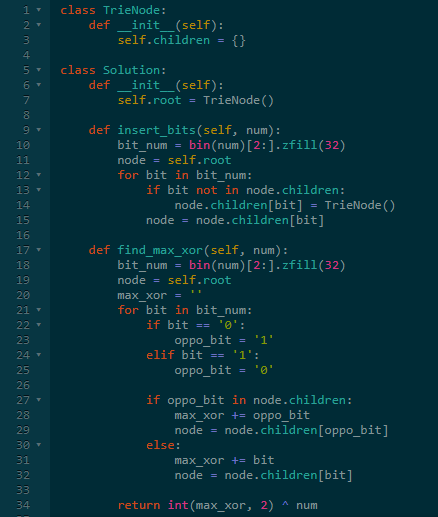 1 class TrieNode:
2     def __init__(self):
3         self.children = {}
4
5 class Solution:
6     def __init__(self):
7         self.root = TrieNode()
8
9     def insert_bits(self, num):
10         bit_num = bin(num)[2:].zfill(32)
11         node = self.root
12         for bit in bit_num:
13             if bit not in node.children:
14                 node.children[bit] = TrieNode()
15             node = node.children[bit]
16
17     def find_max_xor(self, num):
18         bit_num = bin(num)[2:].zfill(32)
19         node = self.root
20         max_xor = ''
21         for bit in bit_num:
22             if bit == '0':
23                 oppo_bit = '1'
24             elif bit == '1':
25                 oppo_bit = '0'
26
27             if oppo_bit in node.children:
28                 max_xor += oppo_bit
29                 node = node.children[oppo_bit]
30             else:
31                 max_xor += bit
32                 node = node.children[bit]
33
34         return int(max_xor, 2) ^ num